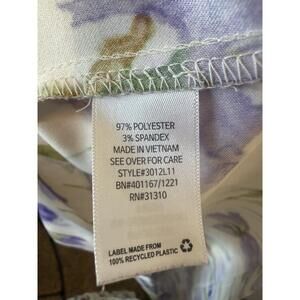 97% POLYESTER
3% SPANDEX
MADE IN VIETNAM
SEE OVER FOR CARE
STYLE#3012L11
BN#401167/1221
RN#31310
LABEL MADE FROM
100% RECYCLED PLASTIC